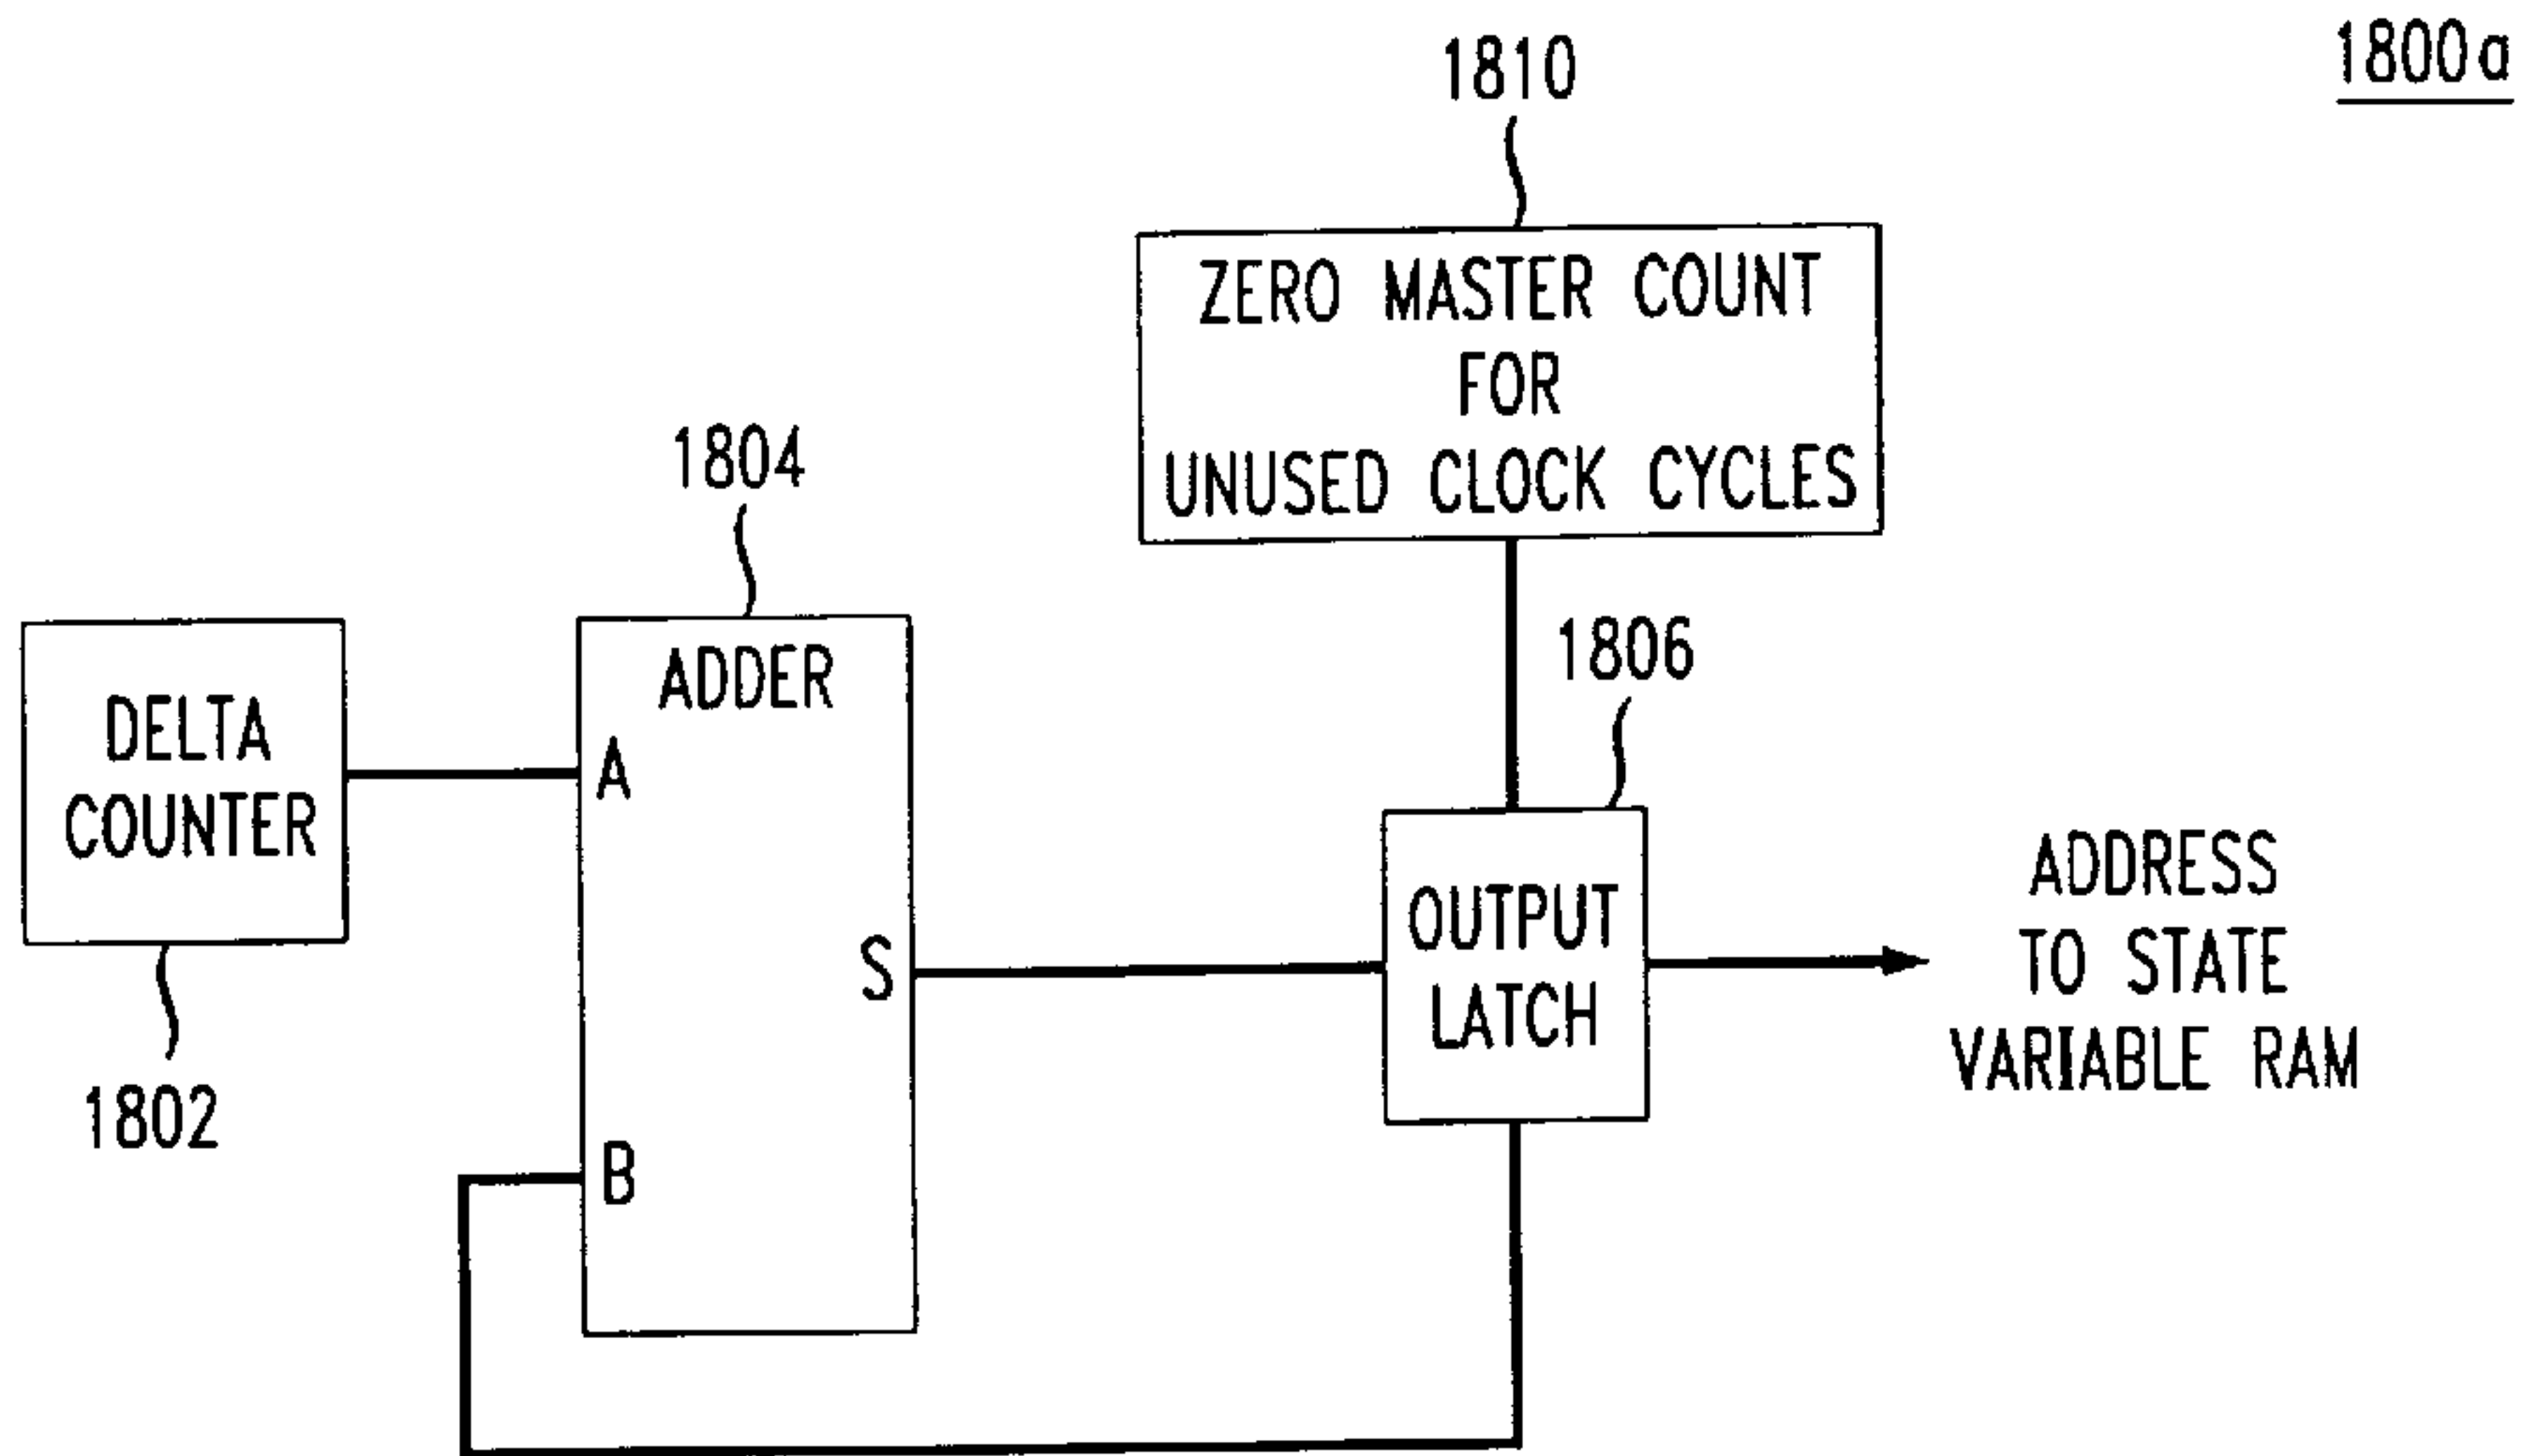 1800a
1810
ZERO MASTER COUNT
FOR
UNUSED CLOCK CYCLES
1804
ADDER
1806
DELTA
COUNTER
A
S
B
OUTPUT
LATCH
ADDRESS
TO STATE
VARIABLE RAM
1802